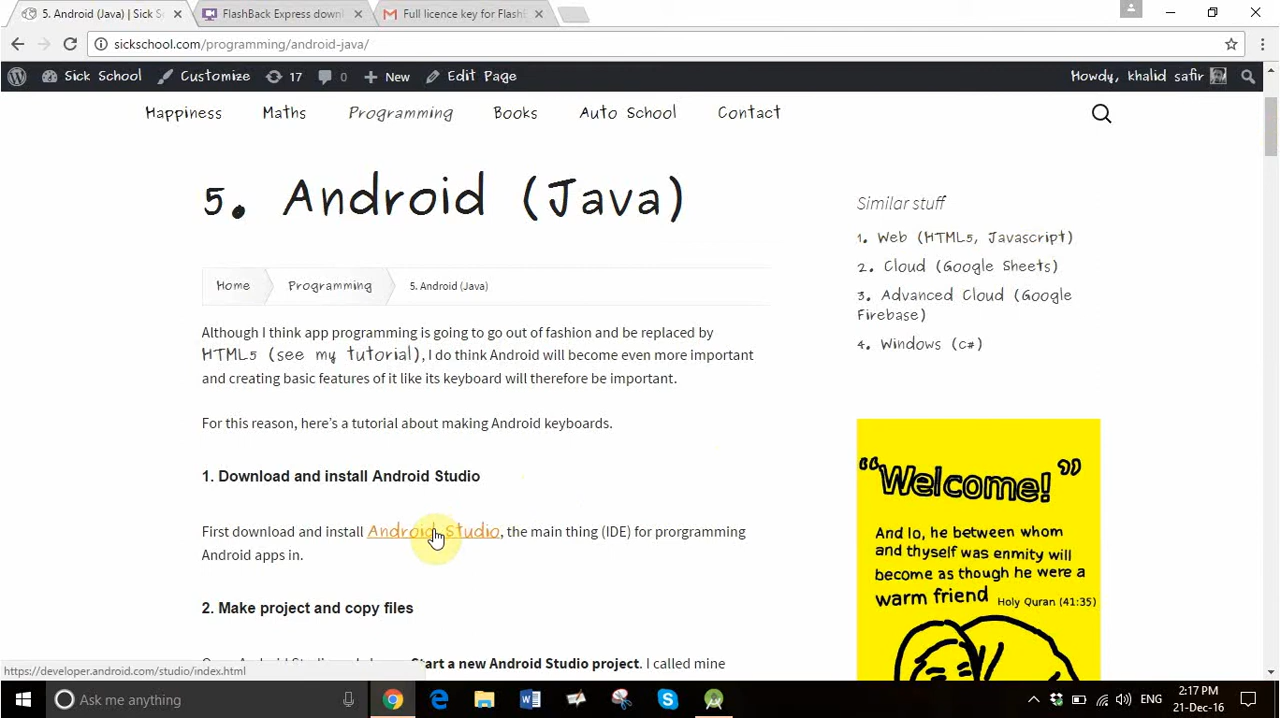 5. Android (Java) | Sick S
FlashBack Express downl
Full licence key for FlashB
sickschool.com/programming/android-java/
Sick School
Customize
17
0
New
Edit Page
Howdy, khalid safir
Happiness
Maths
Programming
Books
Auto School
Contact
5. Android (Java)
Home
Programming
5. Android (Java)
Although I think app programming is going to go out of fashion and be replaced by
HTML5 (see my tutorial), I do think Android will become even more important
and creating basic features of it like its keyboard will therefore be important.
For this reason, here's a tutorial about making Android keyboards.
1. Download and install Android Studio
First download and install Android Studio, the main thing (IDE) for prorgramming
Android apps in.
2. Make project and copy files
Start a new Android Studio project. I called mine
Similar stuff
1. Web (HTML5, Javascript)
2. Cloud (Google Sheets)
3. Advanced Cloud (Google
Firebase)
4. Windows (C#)
"Welcome!"
And lo, he between whom
and thyself was enmity will
become as though he were a
warm friend Holy Quran (41:35)
https://developer.android.com/studio/index.html
Ask me anything
ENG
2:17 PM
21-Dec-16